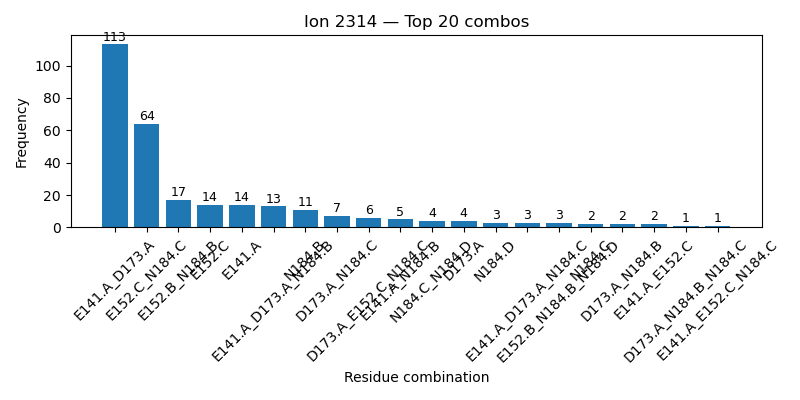 Ion 2314 — Top 20 combos
Frequency
100
80
60
40
20
0
113
64
17
14
14
13
11
7
6
5
4
4
3
3
3
2
2
2
1
1
E141.A_D173.A
E152.C_N184.C
E152.B_N184.B
E152.C
E141.A
E141.A_D173.A_N184.B
N184.B
D173.A_N184.C
D173.A_E152.C_N184.C
E141.A_N184.B
N184.C_N184.D
D173.A
N184.D
E141.A_D173.A_N184.C
E152.B_N184.B_N184.D
N184.C
D173.A_N184.B
E141.A_E152.C
D173.A_N184.B_N184.C
E141.A_E152.C_N184.C
Residue combination